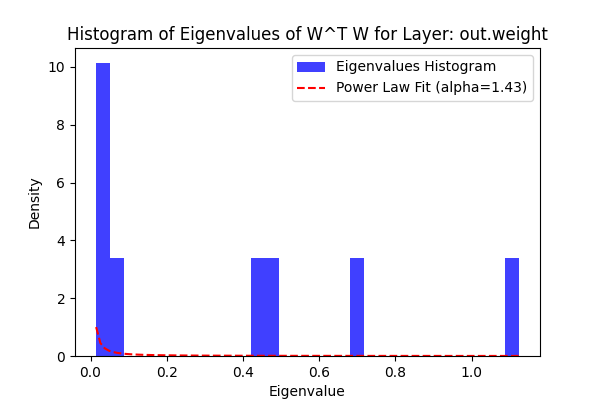 Histogram of Eigenvalues of W^T W for Layer: out.weight
Eigenvalues Histogram
Power Law Fit (alpha=1.43)
Density
10
8
6
4
2
0
0.0 0.2 0.4 0.6 0.8 1.0
Eigenvalue